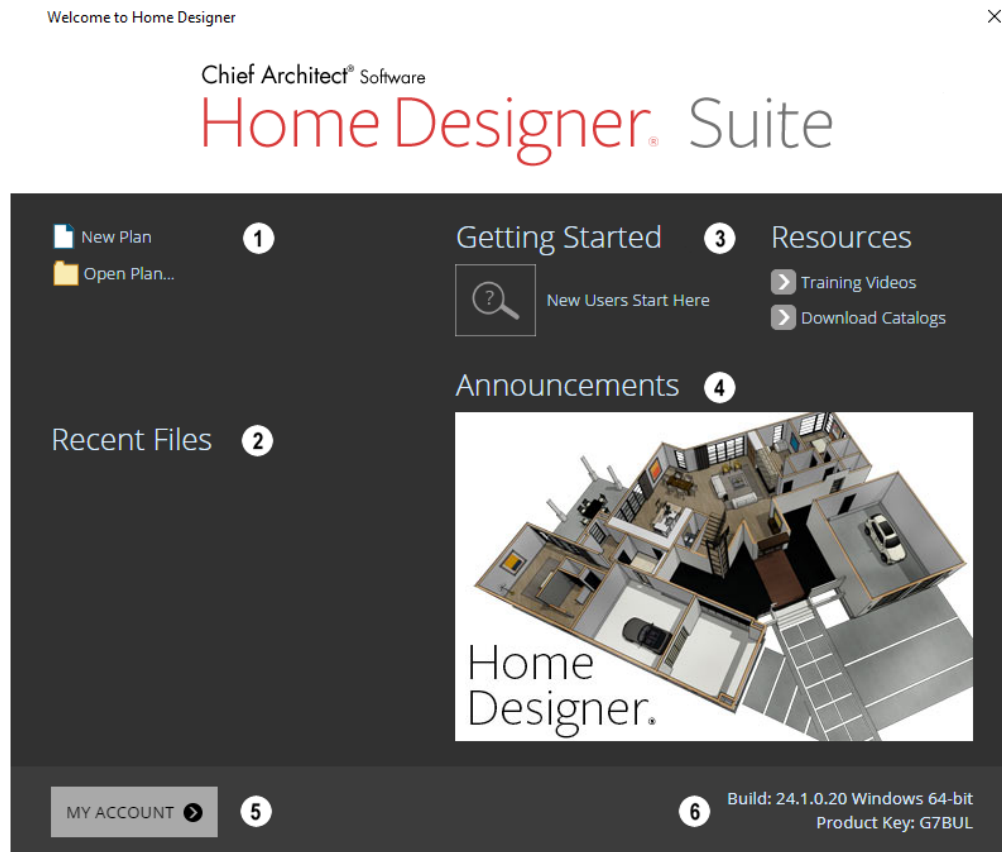 Welcome to Home Designer
Chief Architect® Software
Home Designer® Suite
New Plan
1
Open Plan...
Recent Files 2
Getting Started 3
New Users Start Here
Resources
Training Videos
Download Catalogs
Announcements 4
Home
Designer®
MY ACCOUNT
5
6
Build: 24.1.0.20 Windows 64-bit
Product Key: G7BUL